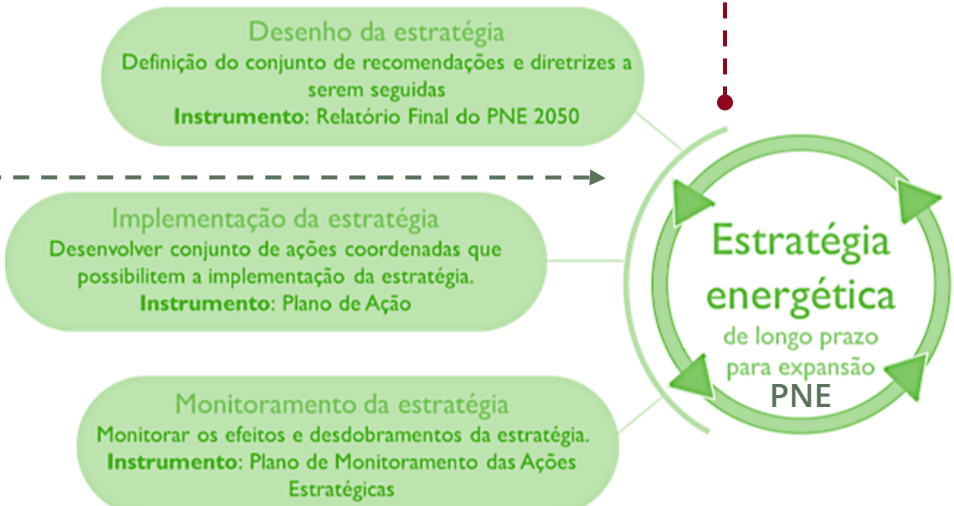 Desenho da estratégia
Definição do conjunto de recomendações e diretrizes a
serem seguidas
Instrumento: Relatório Final do PNE 2050
Implementação da estratégia
Desenvolver conjunto de ações coordenadas que
possibilitem a implementação da estratégia.
Instrumento: Plano de Ação
Monitoramento da estratégia
Monitorar os efeitos e desdobramentos da estratégia.
Instrumento: Plano de Monitoramento das Ações
Estratégicas
Estratégia
energética
de longo prazo
para expansão
PNE